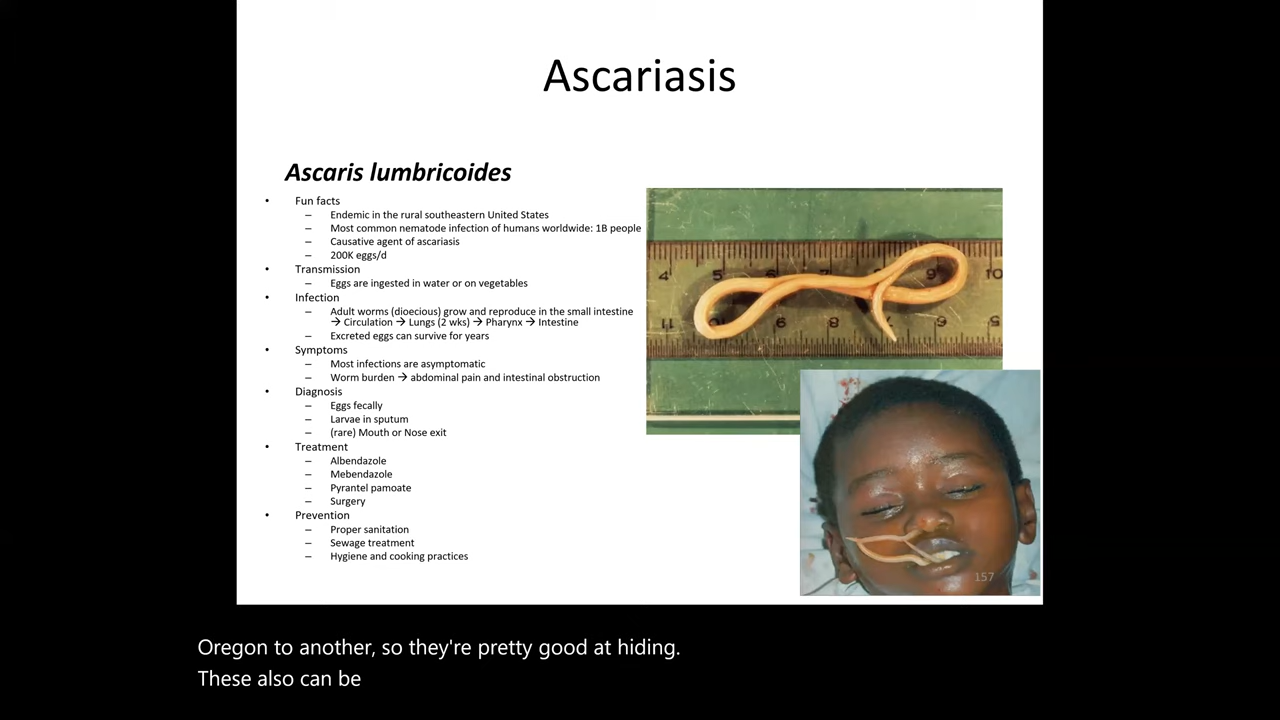 Ascariasis
Ascaris lumbricoides
• Fun facts
– Endemic in the rural southeastern United States
– Most common nematode infection of humans worldwide: 1B people
– Causative agent of ascariasis
– 200K eggs/d
• Transmission
– Eggs are ingested in water or on vegetables
• Infection
– Adult worms (dioecious) grow and reproduce in the small intestine
→ Circulation → Lungs (2 wks) → Pharynx → Intestine
– Excreted eggs can survive for years
• Symptoms
– Most infections are asymptomatic
– Worm burden → abdominal pain and intestinal obstruction
• Diagnosis
– Eggs fecally
– Larvae in sputum
– (rare) Mouth or Nose exit
• Treatment
– Albendazole
– Mebendazole
– Pyrantel pamoate
– Surgery
• Prevention
– Proper sanitation
– Sewage treatment
– Hygiene and cooking practices
4 5 9 10
11
157
Oregon to another, so they're pretty good at hiding.
These also can be